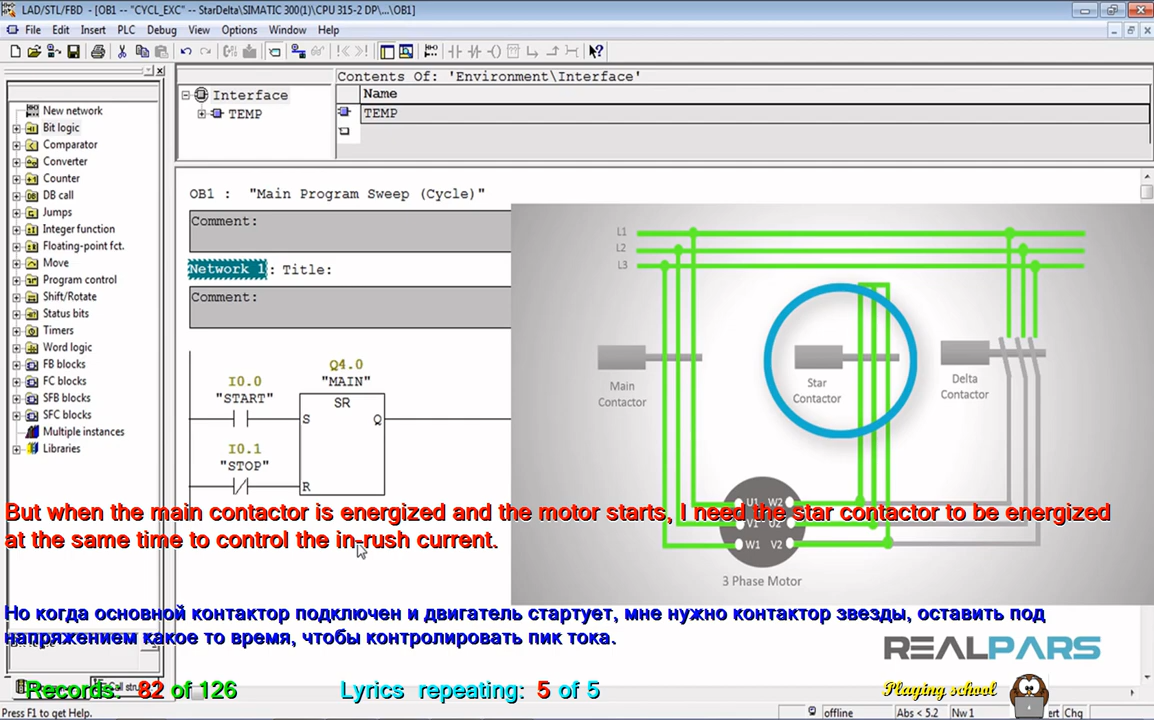 LAD/STL/FBD - [OB1 -- "CYCL_EXC" -- StarDelta\SIMATIC 300(1)\CPU 315-2 DP\...\OB1]
File Edit Insert PLC Debug View Options Window Help
Contents Of: 'Environment\Interface'
Interface
TEMP
Name
TEMP
New network
Bit logic
Comparator
Converter
Counter
DB call
Jumps
Integer function
Floating-point fct.
Move
Program control
Shift/Rotate
Status bits
Timers
Word logic
FB blocks
FC blocks
SFB blocks
SFC blocks
Multiple instances
Libraries
OB1 : "Main Program Sweep (Cycle)"
Comment:
Network 1: Title:
Comment:
Q4.0
I0.0 "MAIN"
"START" SR
S Q
I0.1
"STOP"
R
L1
L2
L3
Main Contactor
Star Contactor
Delta Contactor
U1 W2
V1 U2
W1 V2
3 Phase Motor
But when the main contactor is energized and the motor starts, I need the star contactor to be energized
at the same time to control the in-rush current.
Но когда основной контактор подключен и двигатель стартует, мне нужно контактор звезды, оставить под
напряжением какое то время, чтобы контролировать пик тока.
REALPARS
Records: 82 of 126
Lyrics repeating: 5 of 5
Playing school
Press F1 to get Help.
offline
Abs < 5.2
Nw 1
Chg